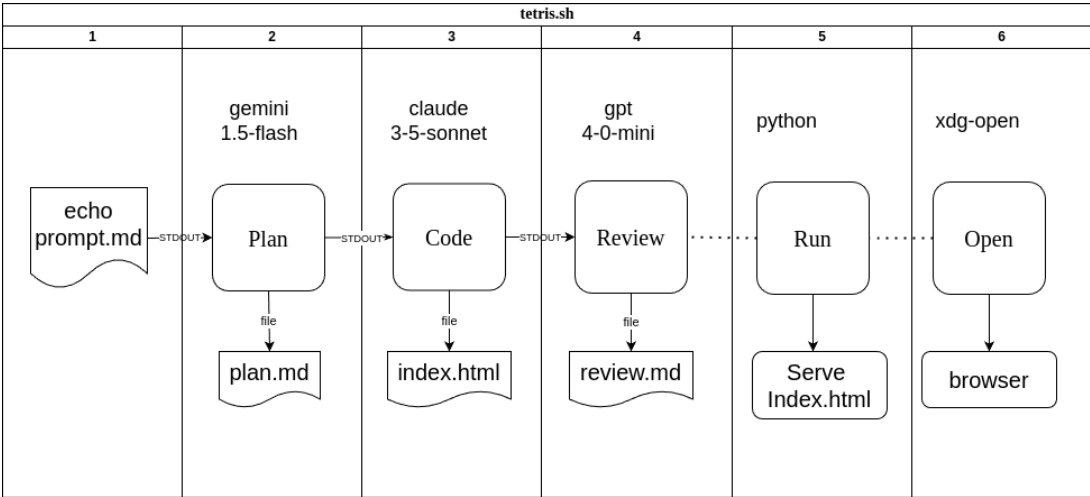 tetris.sh
1
2
3
4
5
6
gemini
1.5-flash
claude
3-5-sonnet
gpt
4-0-mini
python
xdg-open
echo
prompt.md
STDOUT
Plan
STDOUT
Code
STDOUT
Review
Run
Open
file
file
file
plan.md
index.html
review.md
Serve
Index.html
browser